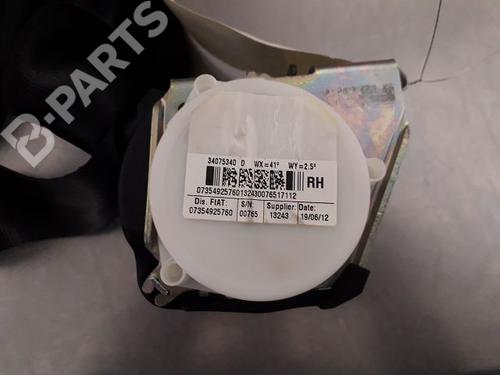 B-PARTS
34075340 D WX=41° WY=2.5°
RH
07354925760132430076517112
Dis. FIAT: S/N: Supplier: Date:
07354925760 00765 13243 19/06/12